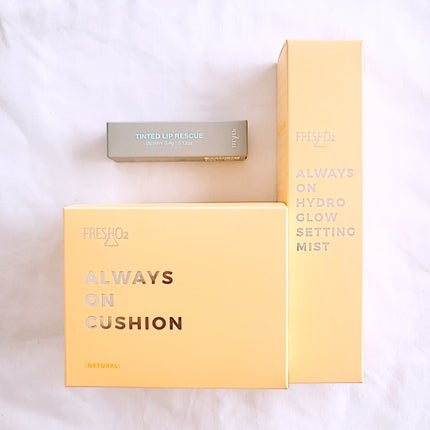 TINTED LIP RESCUE
FRESHO2
ALWAYS
ON
HYDRO
GLOW
SETTING
MIST
FRESHO2
ALWAYS
ON
CUSHION
(NATURAL)